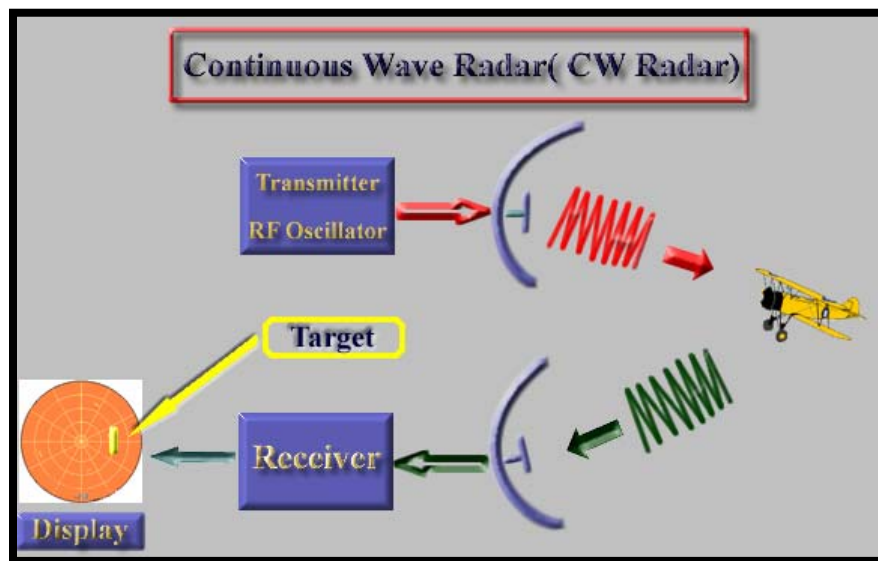 Continuous Wave Radar( CW Radar)
Transmitter
RF Oscillator
Target
Receiver
Display